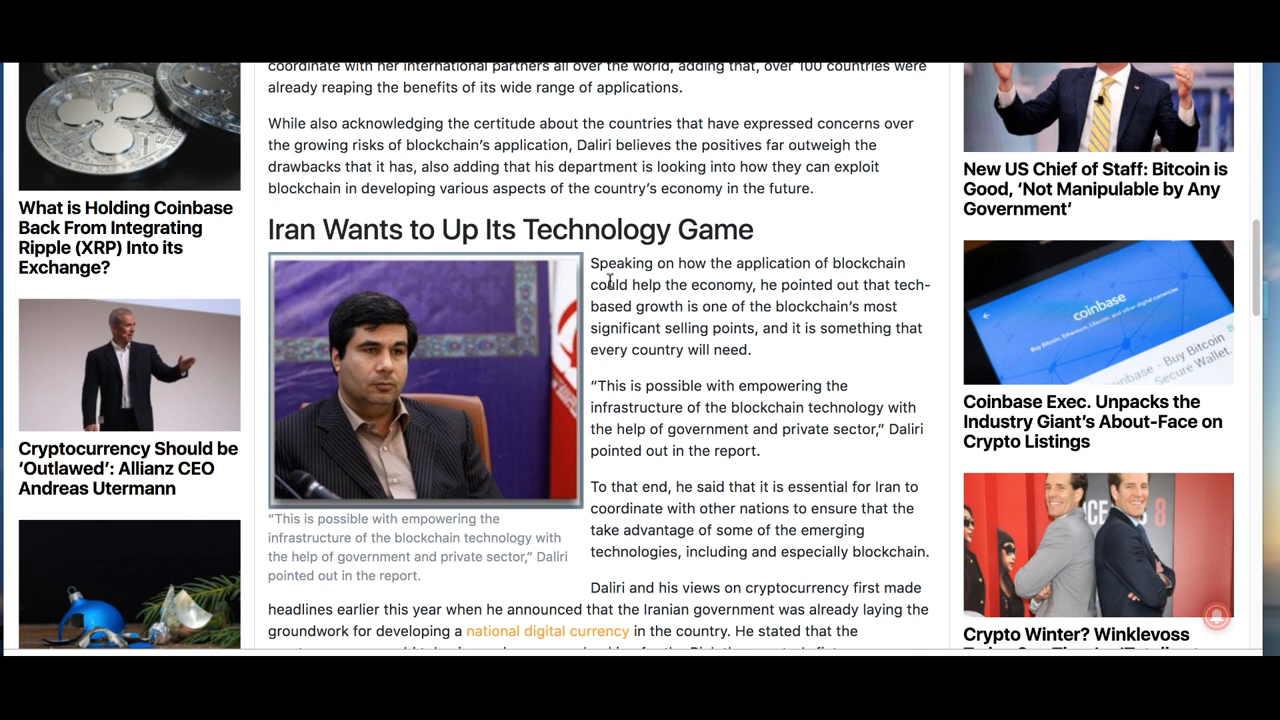 What is Holding Coinbase
Back From Integrating
Ripple (XRP) Into its
Exchange?
Cryptocurrency Should be
‘Outlawed’: Allianz CEO
Andreas Utermann
coordinate with her international partners all over the world, adding that, over 100 countries were
already reaping the benefits of its wide range of applications.
While also acknowledging the certitude about the countries that have expressed concerns over
the growing risks of blockchain’s application, Daliri believes the positives far outweigh the
drawbacks that it has, also adding that his department is looking into how they can exploit
blockchain in developing various aspects of the country’s economy in the future.
Iran Wants to Up Its Technology Game
“This is possible with empowering the
infrastructure of the blockchain technology with
the help of government and private sector,” Daliri
pointed out in the report.
Speaking on how the application of blockchain
could help the economy, he pointed out that tech-
based growth is one of the blockchain’s most
significant selling points, and it is something that
every country will need.
“This is possible with empowering the
infrastructure of the blockchain technology with
the help of government and private sector,” Daliri
pointed out in the report.
To that end, he said that it is essential for Iran to
coordinate with other nations to ensure that the
take advantage of some of the emerging
technologies, including and especially blockchain.
Daliri and his views on cryptocurrency first made
headlines earlier this year when he announced that the Iranian government was already laying the
groundwork for developing a national digital currency in the country. He stated that the
New US Chief of Staff: Bitcoin is
Good, ‘Not Manipulable by Any
Government’
coinbase
Buy Bitcoin, Ethereum, Litecoin, and other digital currencies
coinbase - Buy Bitcoin
Secure Wallet.
Coinbase Exec. Unpacks the
Industry Giant’s About-Face on
Crypto Listings
8
Crypto Winter? Winklevoss